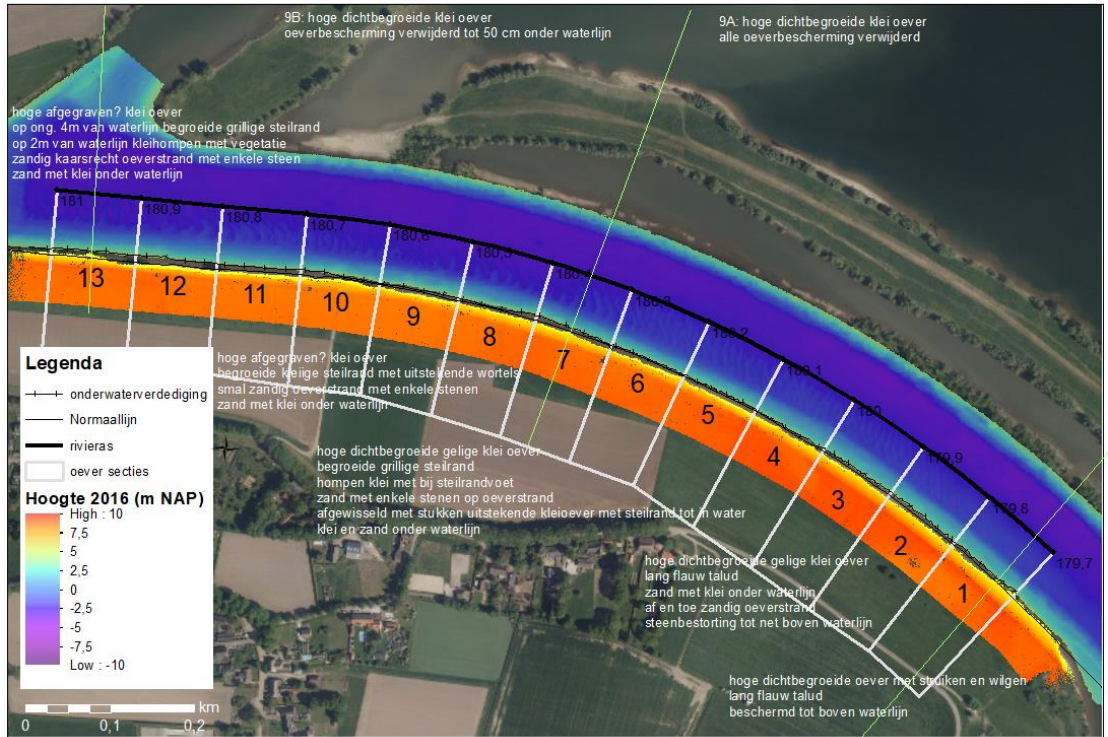 9B: hoge dichtbegroeide klei oever
oeverbescherming verwijderd tot 50 cm onder waterlijn
9A: hoge dichtbegroeide klei oever
alle oeverbescherming verwijderd
hoge afgegraven? klei oever
op ong. 4m van waterlijn begroeide grillige steilrand
op 2m van waterlijn kleihompen met vegetatie
zandig kaarsrecht oeverstrand met enkele steen
zand met klei onder waterlijn
181
180,9
180,8
180,7
180,6
180,5
180,4
180,3
180,2
180,1
180
179,9
179,8
179,7
13
12
11
10
9
8
7
6
5
4
3
2
1
hoge afgegraven? klei oever
begroeide kleiige steilrand met uitstekende wortels
smal zandig oeverstrand met enkele stenen
zand met klei onder waterlijn
hoge dichtbegroeide gelige klei oever
begroeide grillige steilrand
hompen klei met bij steilrandvoet
zand met enkele stenen op oeverstrand
afgewisseld met stukken uitstekende kleioever met steilrand tot in water
klei en zand onder waterlijn
hoge dichtbegroeide gelige klei oever
lang flauw talud
zand met klei onder waterlijn
af en toe zandig oeverstrand
steenbestorting tot net boven waterlijn
hoge dichtbegroeide oever met struiken en wilgen
lang flauw talud
beschermd tot boven waterlijn
Legenda
onderwaterverdediging
Normaallijn
rivieras
oever secties
Hoogte 2016 (m NAP)
High : 10
7,5
5
2,5
0
-2,5
-5
-7,5
Low : -10
km
0 0,1 0,2